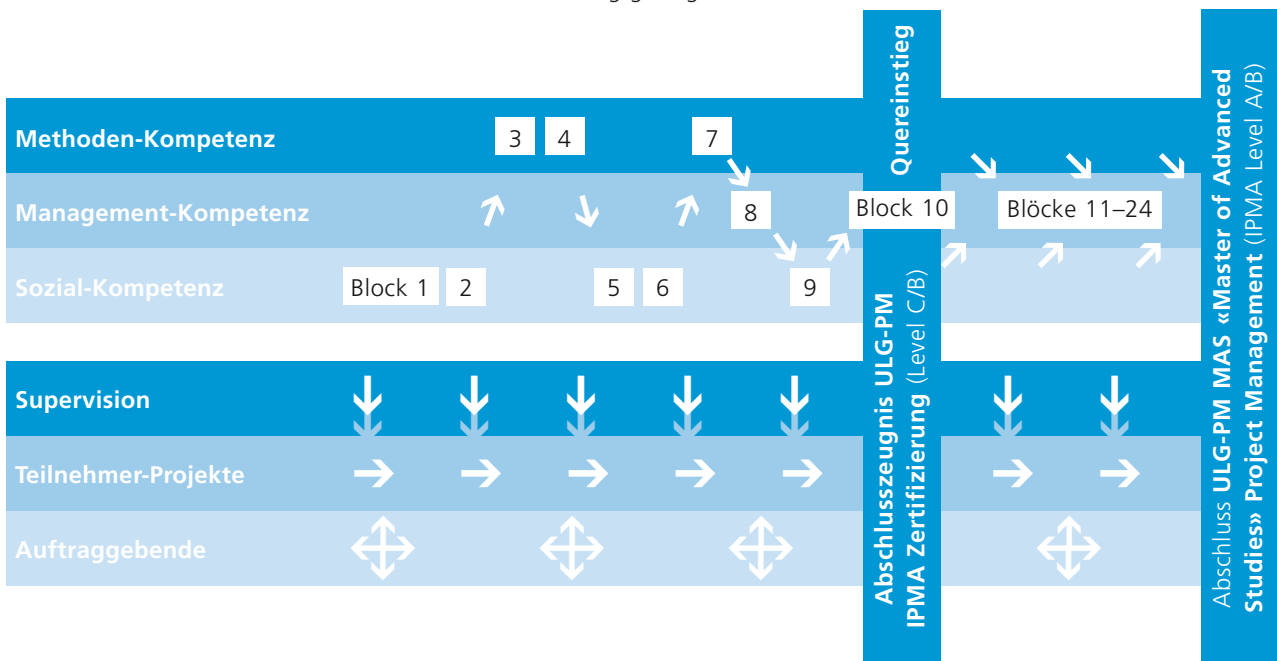 Methoden-Kompetenz
3
4
7
Management-Kompetenz
8
Block 10
Blöcke 11–24
Sozial-Kompetenz
Block 1
2
5
6
9
Supervision
Teilnehmer-Projekte
Auftraggebende
Quereinstieg
Abschlusszeugnis ULG-PM
IPMA Zertifizierung (Level C/B)
Abschluss ULG-PM MAS «Master of Advanced
Studies» Project Management (IPMA Level A/B)